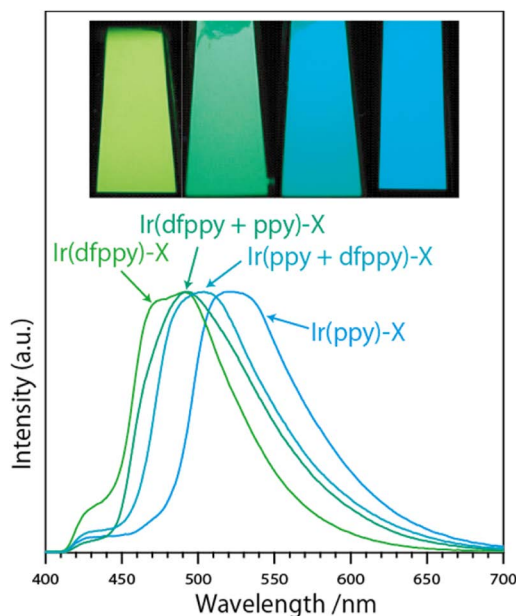 Ir(dfppy + ppy)-X
Ir(dfppy)-X
Ir(ppy + dfppy)-X
Ir(ppy)-X
Intensity (a.u.)
400 450 500 550 600 650 700
Wavelength /nm